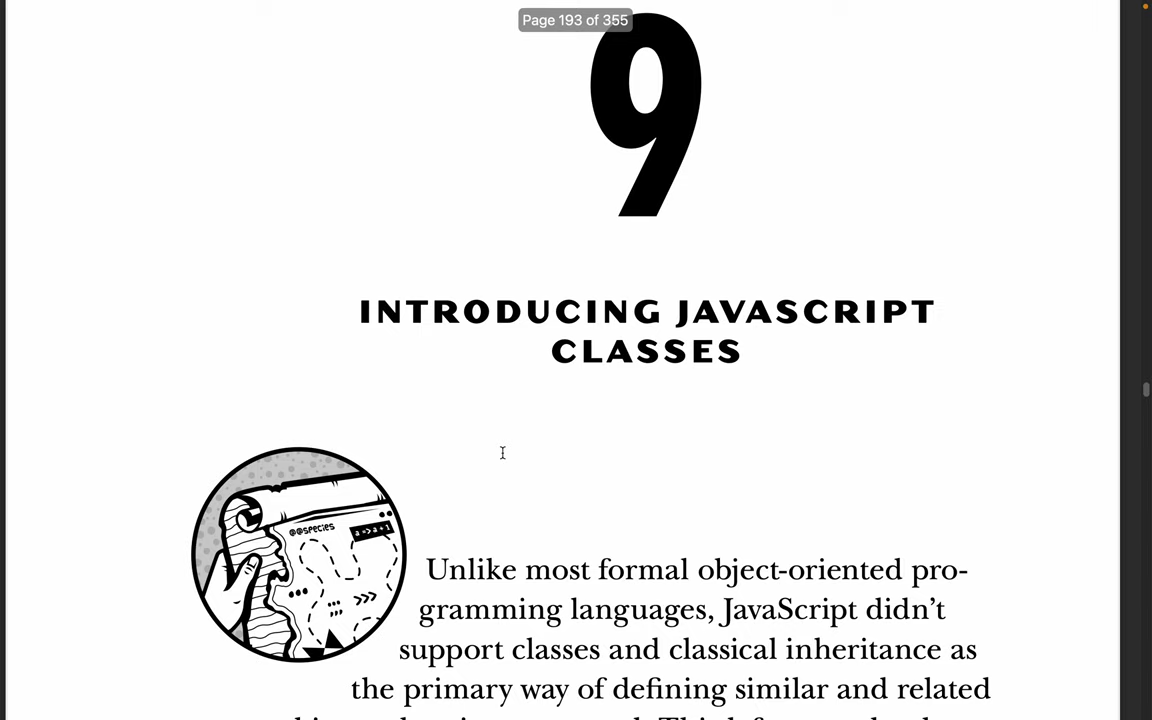 Page 193 of 355
9
INTRODUCING JAVASCRIPT
CLASSES
@@species
a=>a+1
Unlike most formal object-oriented pro-
gramming languages, JavaScript didn’t
support classes and classical inheritance as
the primary way of defining similar and related